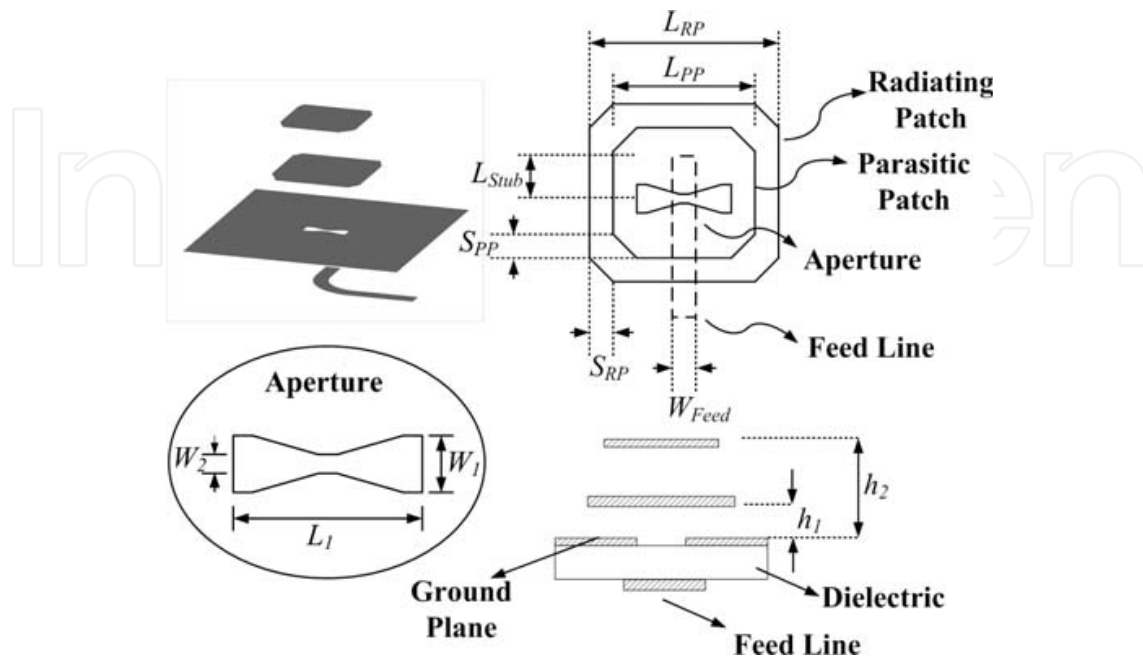 L_RP
L_PP
Radiating
Patch
L_Stub
Parasitic
Patch
S_PP
Aperture
Feed Line
S_RP
W_Feed
Aperture
W_2
W_1
L_1
h_2
h_1
Ground
Plane
Dielectric
Feed Line